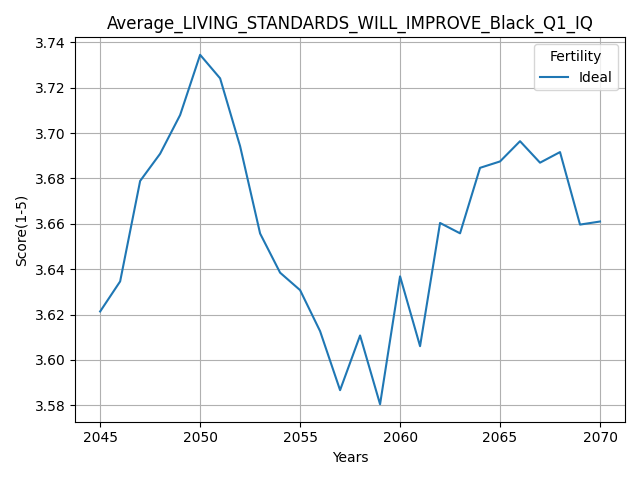 Average_LIVING_STANDARDS_WILL_IMPROVE_Black_Q1_IQ
Fertility
Ideal
3.74
3.72
3.70
3.68
3.66
3.64
3.62
3.60
3.58
Score(1-5)
2045 2050 2055 2060 2065 2070
Years